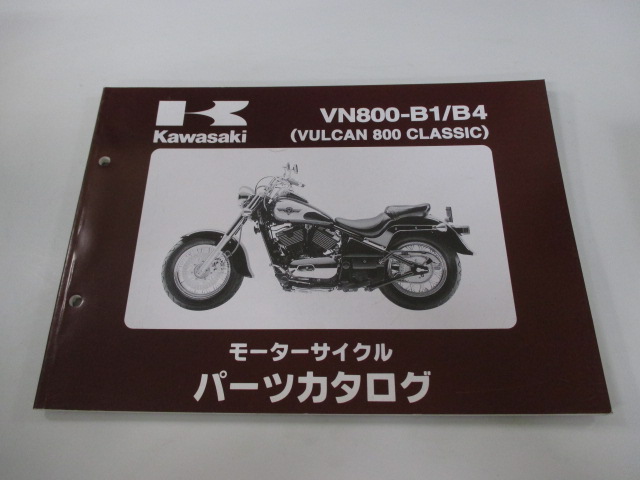 Kawasaki
VN800-B1/B4
(VULCAN 800 CLASSIC)
モーターサイクル
パーツカタログ